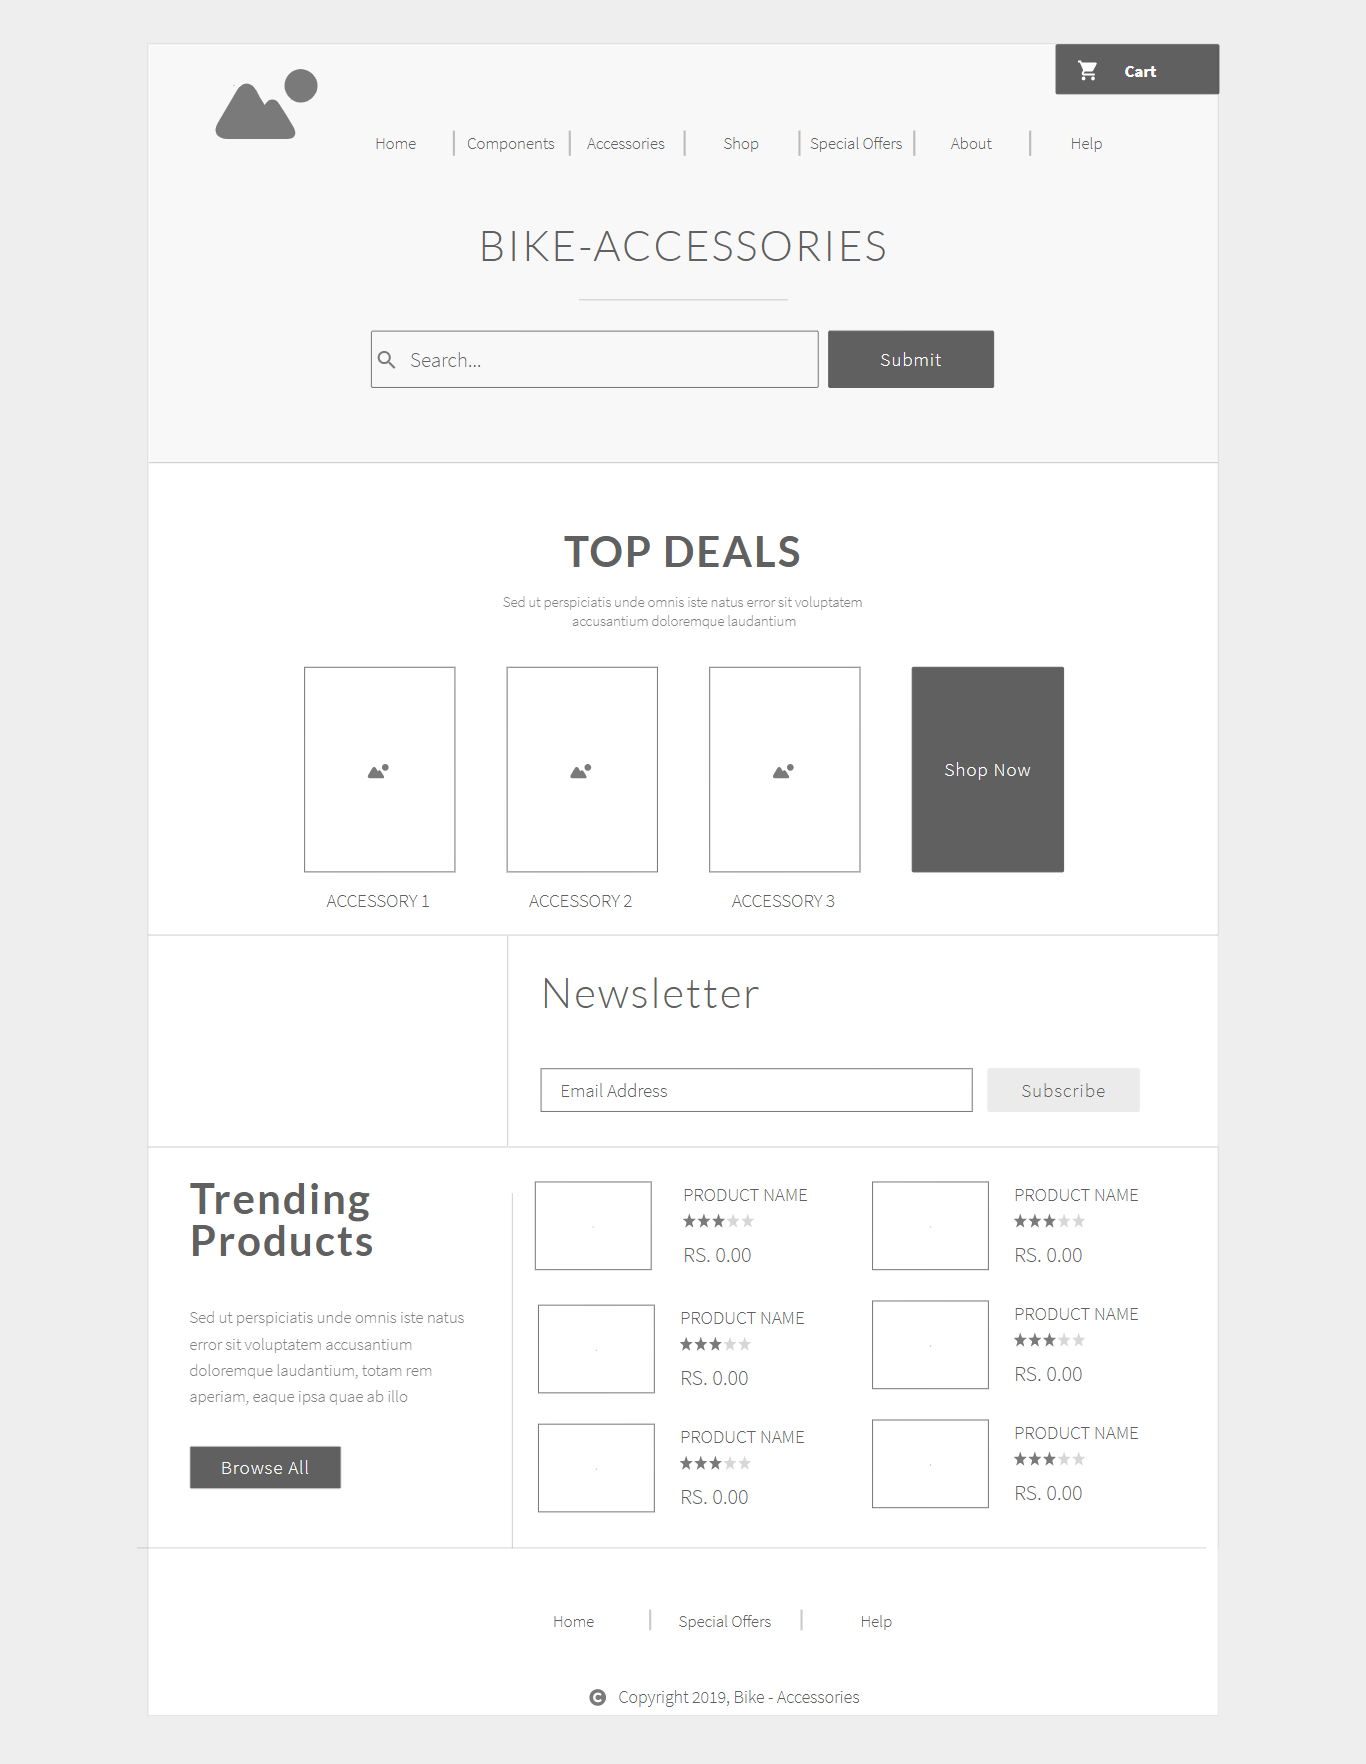 Cart
Home
Components
Accessories
Shop
Special Offers
About
Help
BIKE-ACCESSORIES
Search...
Submit
TOP DEALS
Sed ut perspiciatis unde omnis iste natus error sit voluptatem
accusantium doloremque laudantium
Shop Now
ACCESSORY 1
ACCESSORY 2
ACCESSORY 3
Newsletter
Email Address
Subscribe
Trending
Products
Sed ut perspiciatis unde omnis iste natus
error sit voluptatem accusantium
doloremque laudantium, totam rem
aperiam, eaque ipsa quae ab illo
Browse All
PRODUCT NAME
RS. 0.00
PRODUCT NAME
RS. 0.00
PRODUCT NAME
RS. 0.00
PRODUCT NAME
RS. 0.00
PRODUCT NAME
RS. 0.00
PRODUCT NAME
RS. 0.00
Home
Special Offers
Help
Copyright 2019, Bike - Accessories